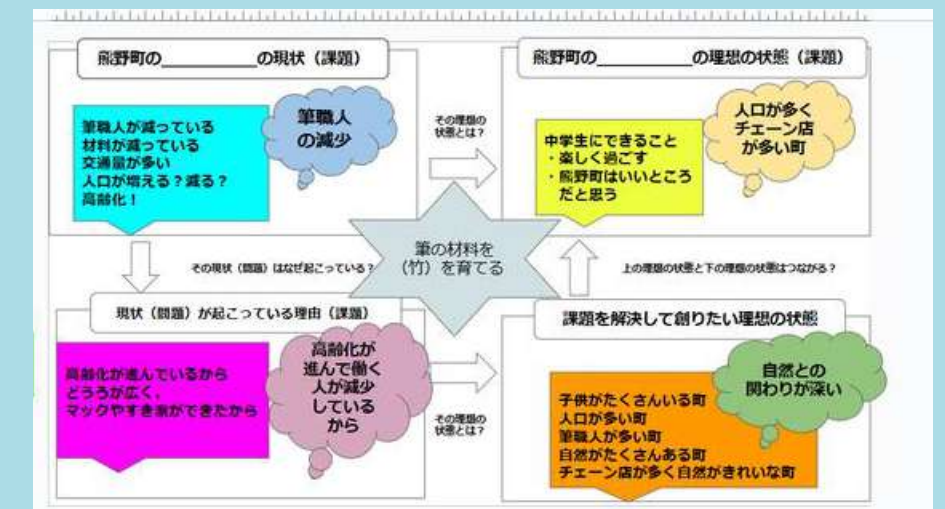 熊野町の＿＿＿＿＿＿の現状（課題）
筆職人が減っている
材料が減っている
交通量が多い
人口が増える？減る？
高齢化！
筆職人
の減少
その理想の
状態とは？
熊野町の＿＿＿＿＿＿の理想の状態（課題）
中学生にできること
・楽しく過ごす
・熊野町はいいところ
だと思う
人口が多く
チェーン店
が多い町
筆の材料を
（竹）を育てる
その現状（問題）はなぜ起こっている？
上の理想の状態と下の理想の状態はつながる？
現状（問題）が起こっている理由（課題）
高齢化が進んでいるから
どうろが広く、
マックやすき家ができたから
高齢化が
進んで働く
人が減少
している
から
その理想の
状態とは？
課題を解決して創りたい理想の状態
子供がたくさんいる町
人口が多い町
筆職人が多い町
自然がたくさんある町
チェーン店が多く自然がきれいな町
自然との
関わりが深い